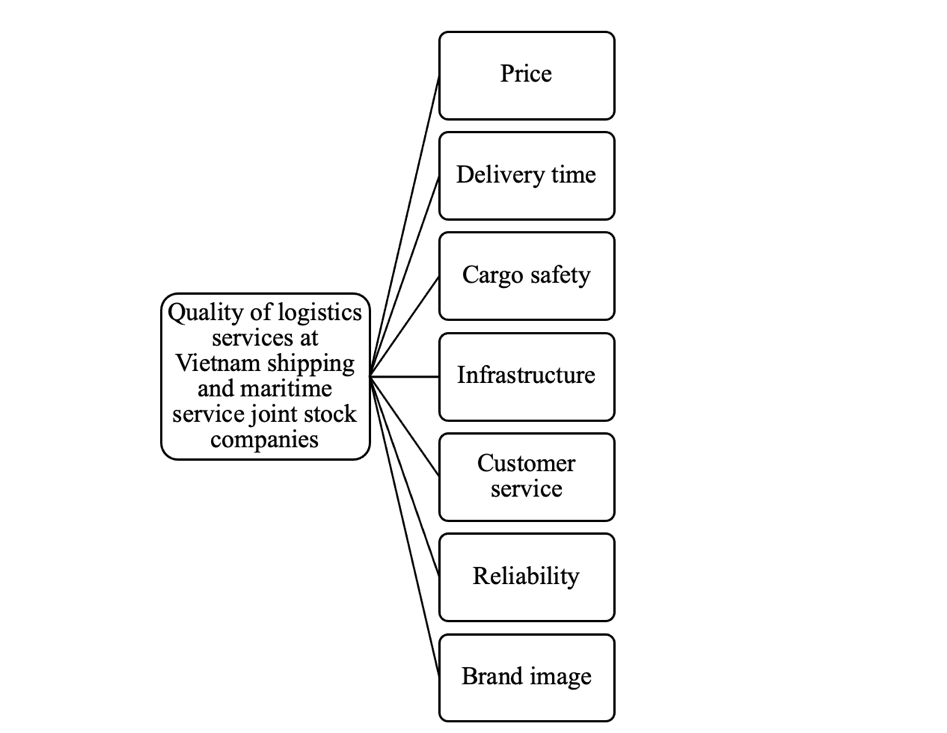 Price
Delivery time
Cargo safety
Quality of logistics
services at
Vietnam shipping
and maritime
service joint stock
companies
Infrastructure
Customer
service
Reliability
Brand image